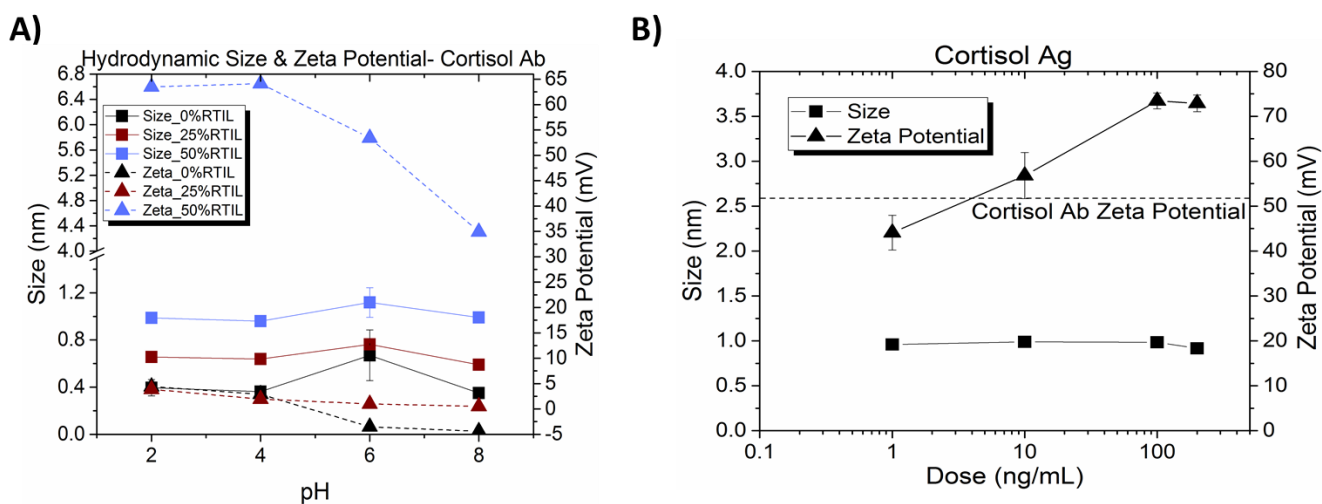 A)
Hydrodynamic Size & Zeta Potential- Cortisol Ab
Size (nm)
6.8
6.4
6.0
5.6
5.2
4.8
4.4
4.0
1.2
0.8
0.4
0.0
Size_0%RTIL
Size_25%RTIL
Size_50%RTIL
Zeta_0%RTIL
Zeta_25%RTIL
Zeta_50%RTIL
65
60
55
50
45
40
35
30
25
20
15
10
5
0
-5
Zeta Potential (mV)
2 4 6 8
pH
B)
Cortisol Ag
Size (nm)
4.0
3.5
3.0
2.5
2.0
1.5
1.0
0.5
0.0
Size
Zeta Potential
Cortisol Ab Zeta Potential
80
70
60
50
40
30
20
10
0
Zeta Potential (mV)
0.1 1 10 100
Dose (ng/mL)